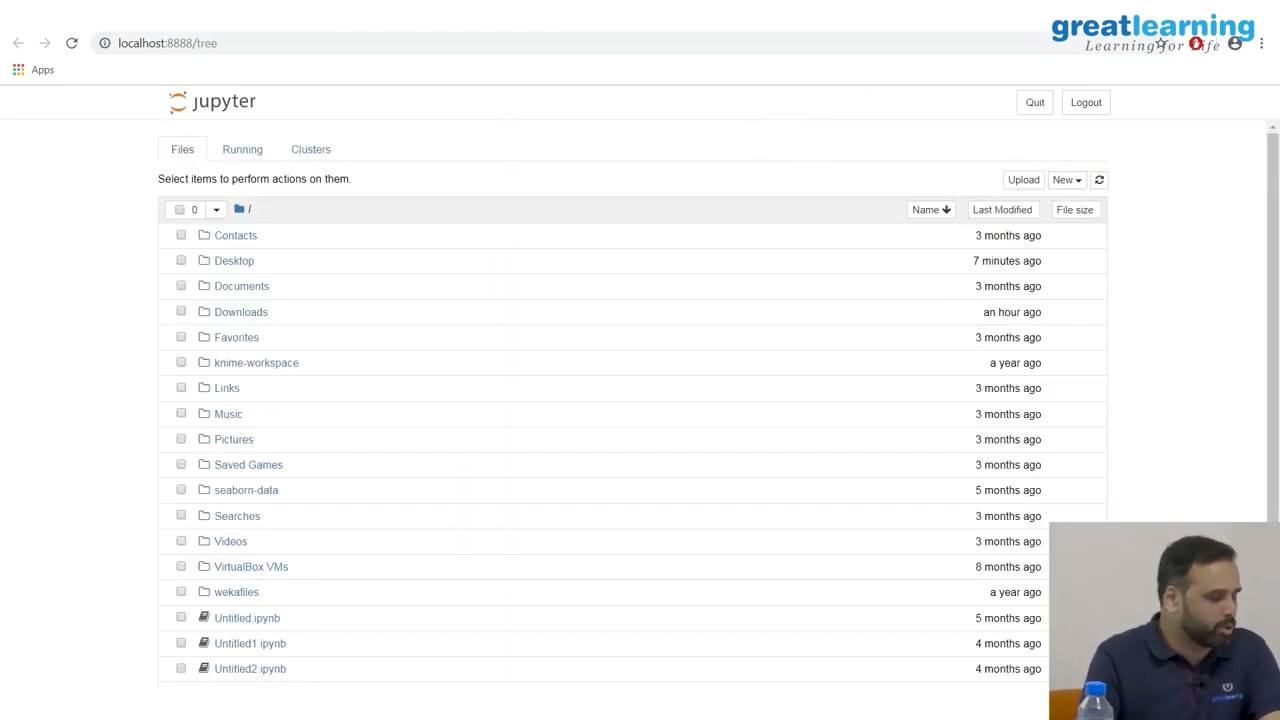 greatlearning
Learning for Life
localhost:8888/tree
Apps
jupyter
Quit
Logout
Files
Running
Clusters
Select items to perform actions on them.
Upload
New
0
/
Name
Last Modified
File size
Contacts
3 months ago
Desktop
7 minutes ago
Documents
3 months ago
Downloads
an hour ago
Favorites
3 months ago
knime-workspace
a year ago
Links
3 months ago
Music
3 months ago
Pictures
3 months ago
Saved Games
3 months ago
seaborn-data
5 months ago
Searches
3 months ago
Videos
3 months ago
VirtualBox VMs
8 months ago
wekafiles
a year ago
Untitled.ipynb
5 months ago
Untitled1.ipynb
4 months ago
Untitled2.ipynb
4 months ago